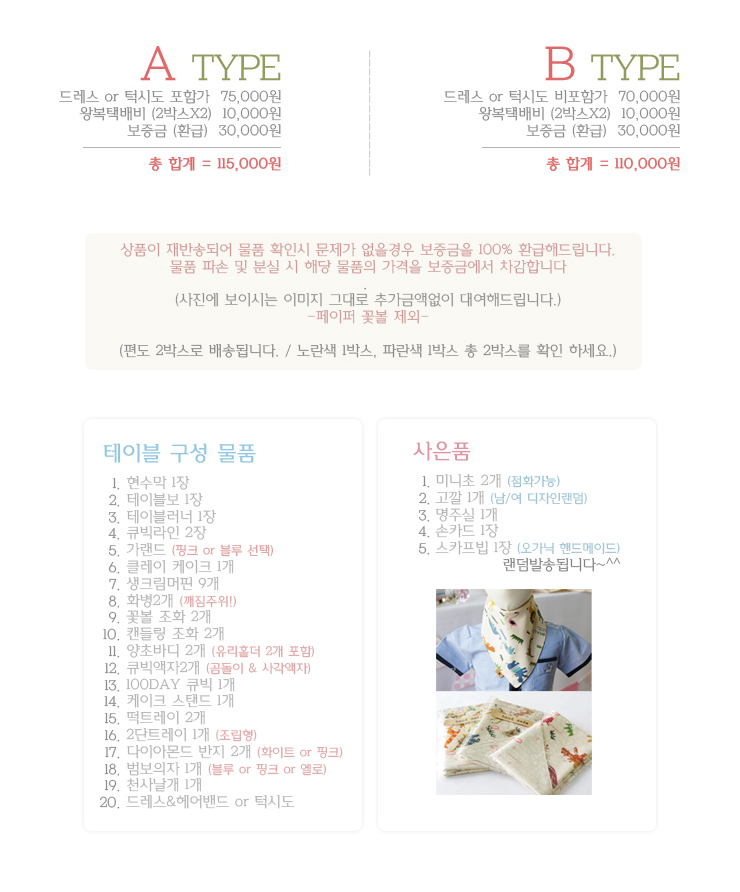 A TYPE
드레스 or 턱시도 포함가 75,000원
왕복택배비 (2박스X2) 10,000원
보증금 (환급) 30,000원
총 합계 = 115,000원
B TYPE
드레스 or 턱시도 비포함가 70,000원
왕복택배비 (2박스X2) 10,000원
보증금 (환급) 30,000원
총 합계 = 110,000원
상품이 재반송되어 물품 확인시 문제가 없을경우 보증금을 100% 환급해드립니다.
물품 파손 및 분실 시 해당 물품의 가격을 보증금에서 차감합니다
.
(사진에 보이시는 이미지 그대로 추가금액없이 대여해드립니다.)
-페이퍼 꽃볼 제외-
(편도 2박스로 배송됩니다. / 노란색 1박스, 파란색 1박스 총 2박스를 확인 하세요.)
테이블 구성 물품
1. 현수막 1장
2. 테이블보 1장
3. 테이블러너 1장
4. 큐빅라인 2장
5. 가랜드 (핑크 or 블루 선택)
6. 클레이 케이크 1개
7. 생크림머핀 9개
8. 화병2개 (깨짐주위!)
9. 꽃볼 조화 2개
10. 캔들링 조화 2개
11. 양초바디 2개 (유리홀더 2개 포함)
12. 큐빅액자2개 (곰돌이 & 사각액자)
13. 100DAY 큐빅 1개
14. 케이크 스탠드 1개
15. 떡트레이 2개
16. 2단트레이 1개 (조립형)
17. 다이아몬드 반지 2개 (화이트 or 핑크)
18. 범보의자 1개 (블루 or 핑크 or 옐로)
19. 천사날개 1개
20. 드레스&헤어밴드 or 턱시도
사은품
1. 미니초 2개 (점화가능)
2. 고깔 1개 (남/여 디자인랜덤)
3. 명주실 1개
4. 손카드 1장
5. 스카프빕 1장 (오가닉 핸드메이드)
랜덤발송됩니다~^^